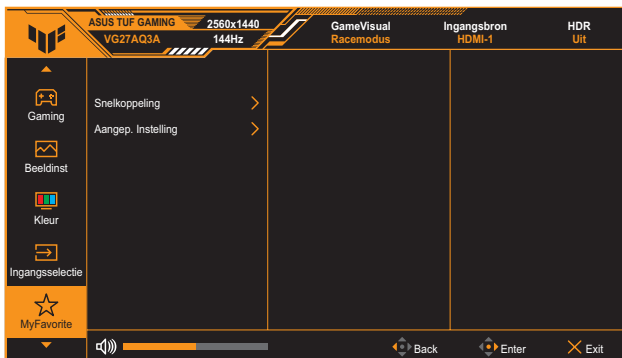 ASUS TUF GAMING
VG27AQ3A
2560x1440
144Hz
GameVisual
Racemodus
Ingangsbron
HDMI-1
HDR
Uit
Gaming
Beeldinst
Kleur
Ingangsselectie
MyFavorite
Snelkoppeling
Aangep. Instelling
Back
Enter
Exit